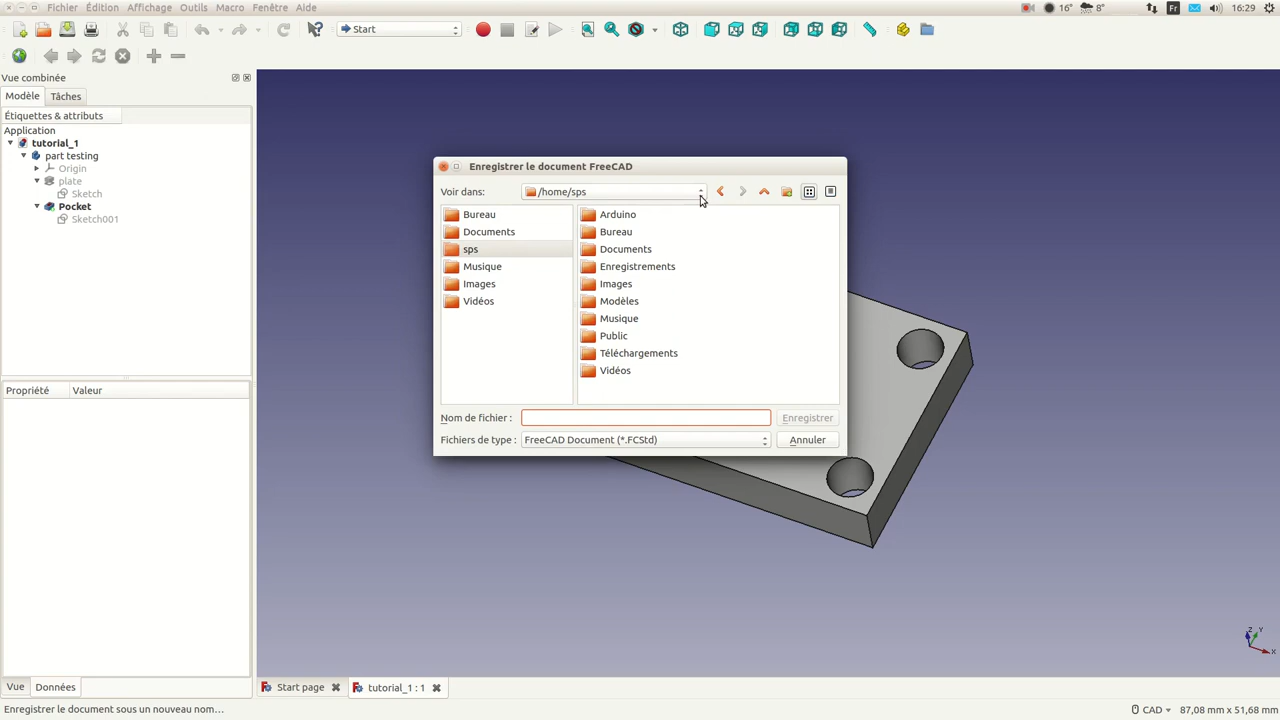 Fichier Édition Affichage Outils Macro Fenêtre Aide 16° 8° Fr 16:29
Start
Vue combinée
Modèle Tâches
Étiquettes & attributs
Application
tutorial_1
part testing
Origin
plate
Sketch
Pocket
Sketch001
Propriété Valeur
Enregistrer le document FreeCAD
Voir dans: /home/sps
Bureau
Documents
sps
Musique
Images
Vidéos
Arduino
Bureau
Documents
Enregistrements
Images
Modèles
Musique
Public
Téléchargements
Vidéos
Nom de fichier : Enregistrer
Fichiers de type : FreeCAD Document (*.FCStd) Annuler
Z Y
X
Vue Données
Start page tutorial_1 : 1
Enregistrer le document sous un nouveau nom... CAD 87,08 mm x 51,68 mm